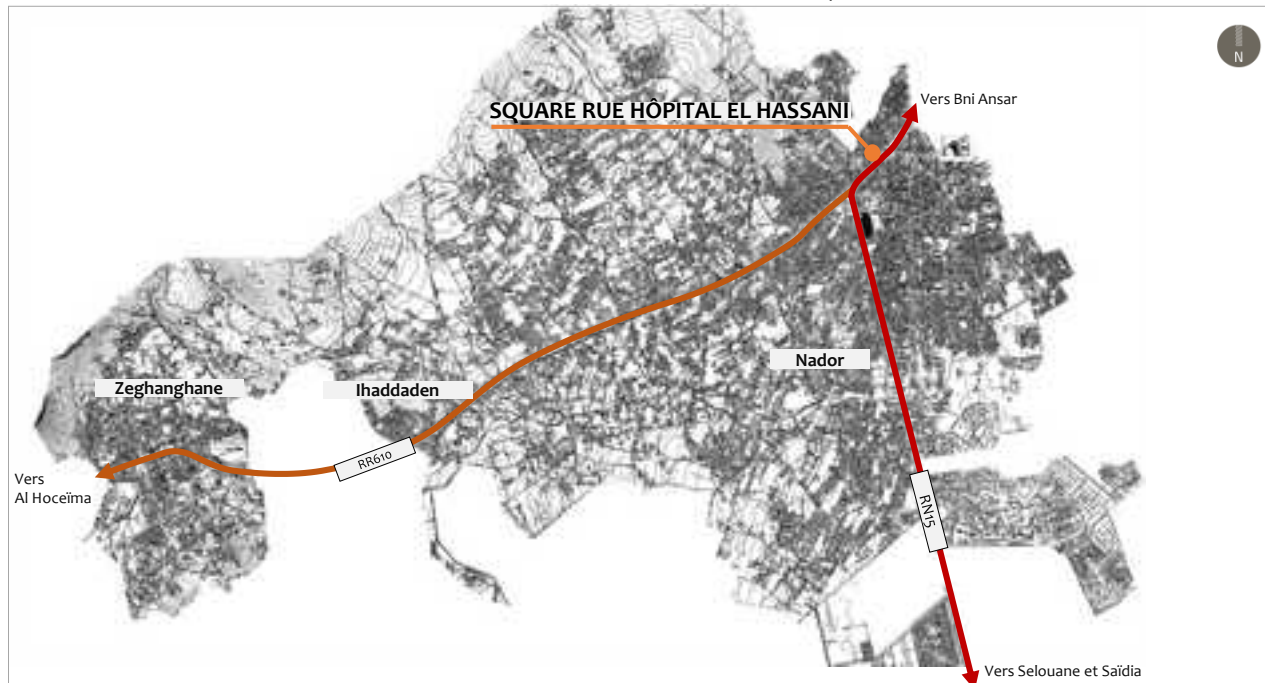 N
Vers Bni Ansar
SQUARE RUE HÔPITAL EL HASSANI
Nador
Zeghanghane
Ihaddaden
RR610
Vers
Al Hoceïma
RN15
Vers Selouane et Saïdia